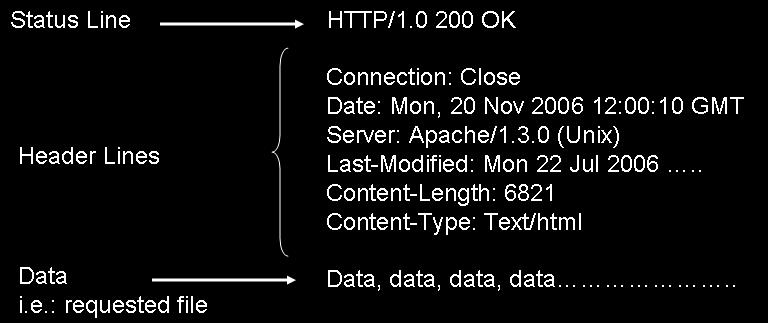 Status Line HTTP/1.0 200 OK
Header Lines
Connection: Close
Date: Mon, 20 Nov 2006 12:00:10 GMT
Server: Apache/1.3.0 (Unix)
Last-Modified: Mon 22 Jul 2006 …..
Content-Length: 6821
Content-Type: Text/html
Data Data, data, data, data…………………..
i.e.: requested file